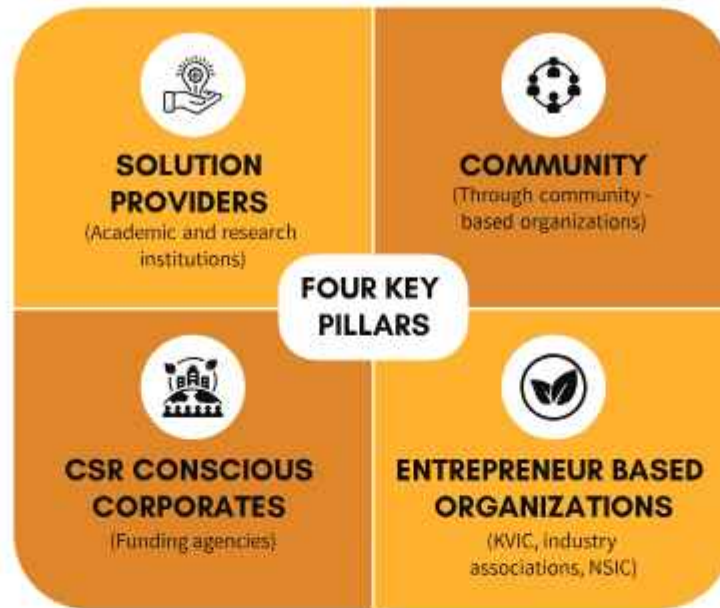 SOLUTION
PROVIDERS
(Academic and research
institutions)
COMMUNITY
(Through community -
based organizations)
FOUR KEY
PILLARS
CSR CONSCIOUS
CORPORATES
(Funding agencies)
ENTREPRENEUR BASED
ORGANIZATIONS
(KVIC, industry
associations, NSIC)